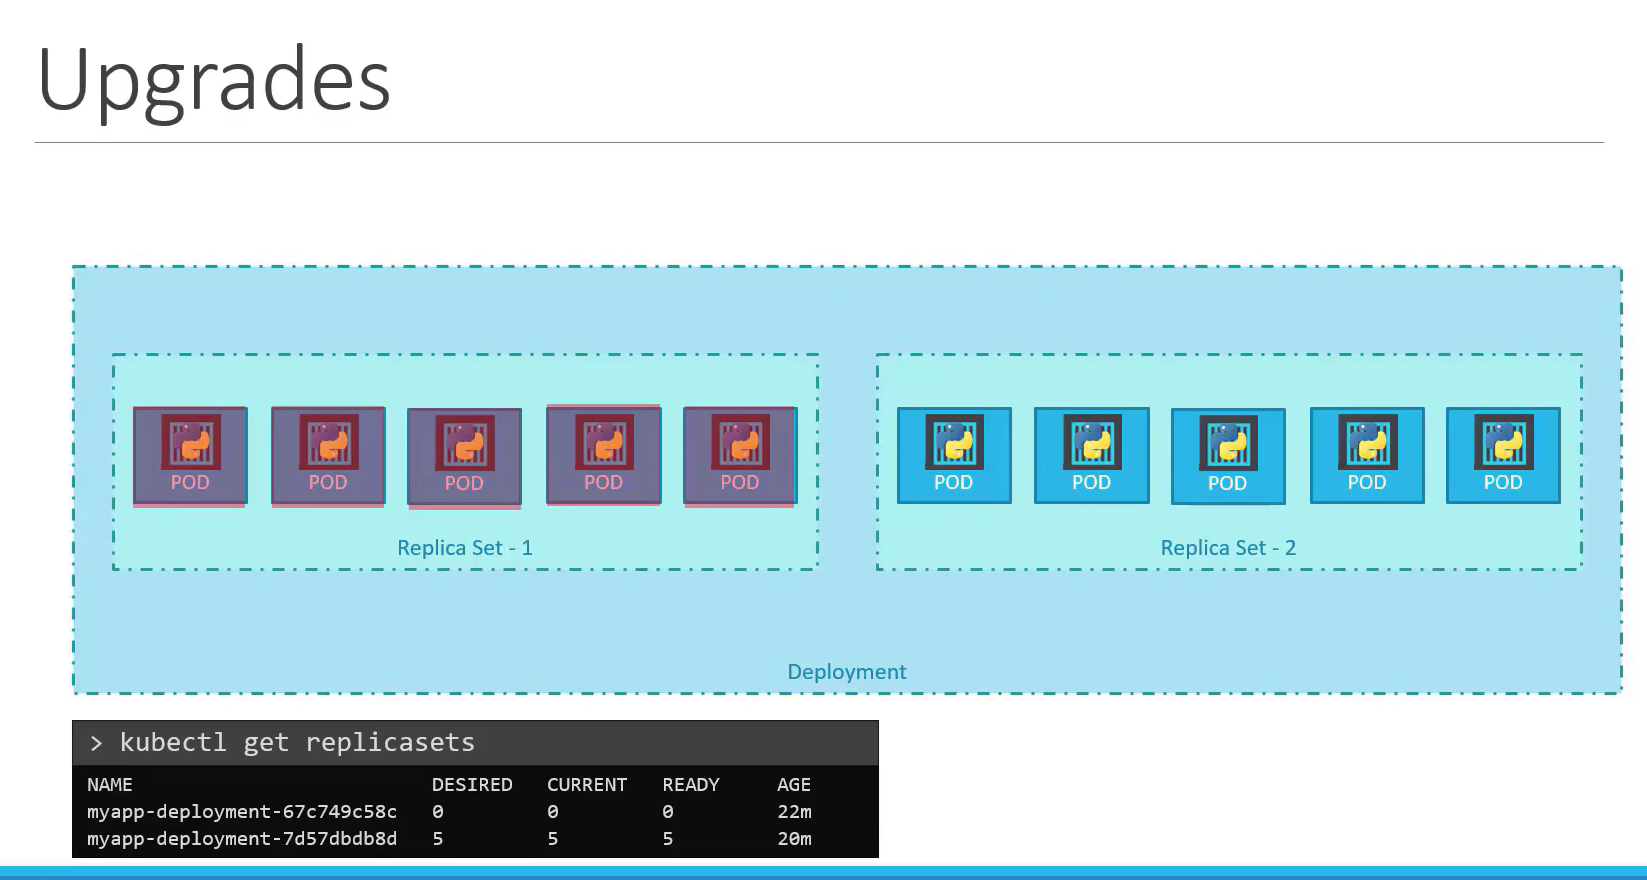 Upgrades
POD POD POD POD POD
Replica Set - 1
POD POD POD POD POD
Replica Set - 2
Deployment
> kubectl get replicasets
NAME DESIRED CURRENT READY AGE
myapp-deployment-67c749c58c 0 0 0 22m
myapp-deployment-7d57dbdb8d 5 5 5 20m